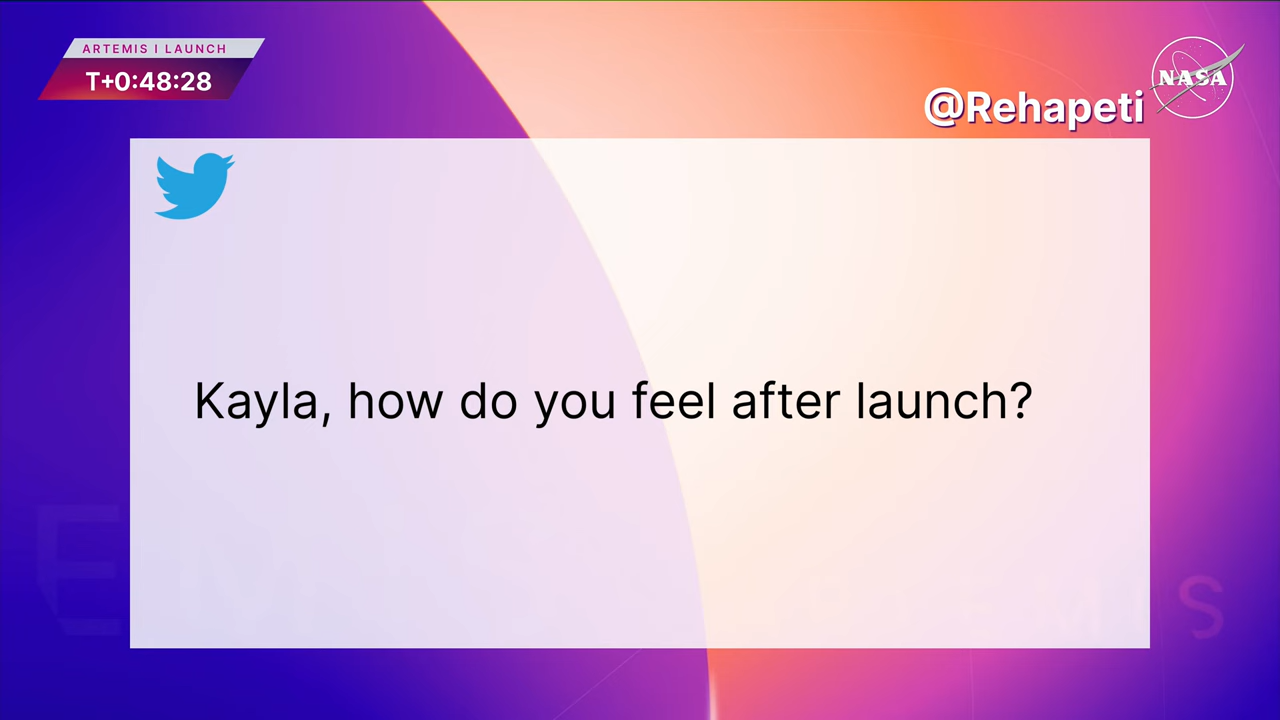 ARTEMIS I LAUNCH
T+0:48:28
NASA
@Rehapeti
Kayla, how do you feel after launch?
E
S